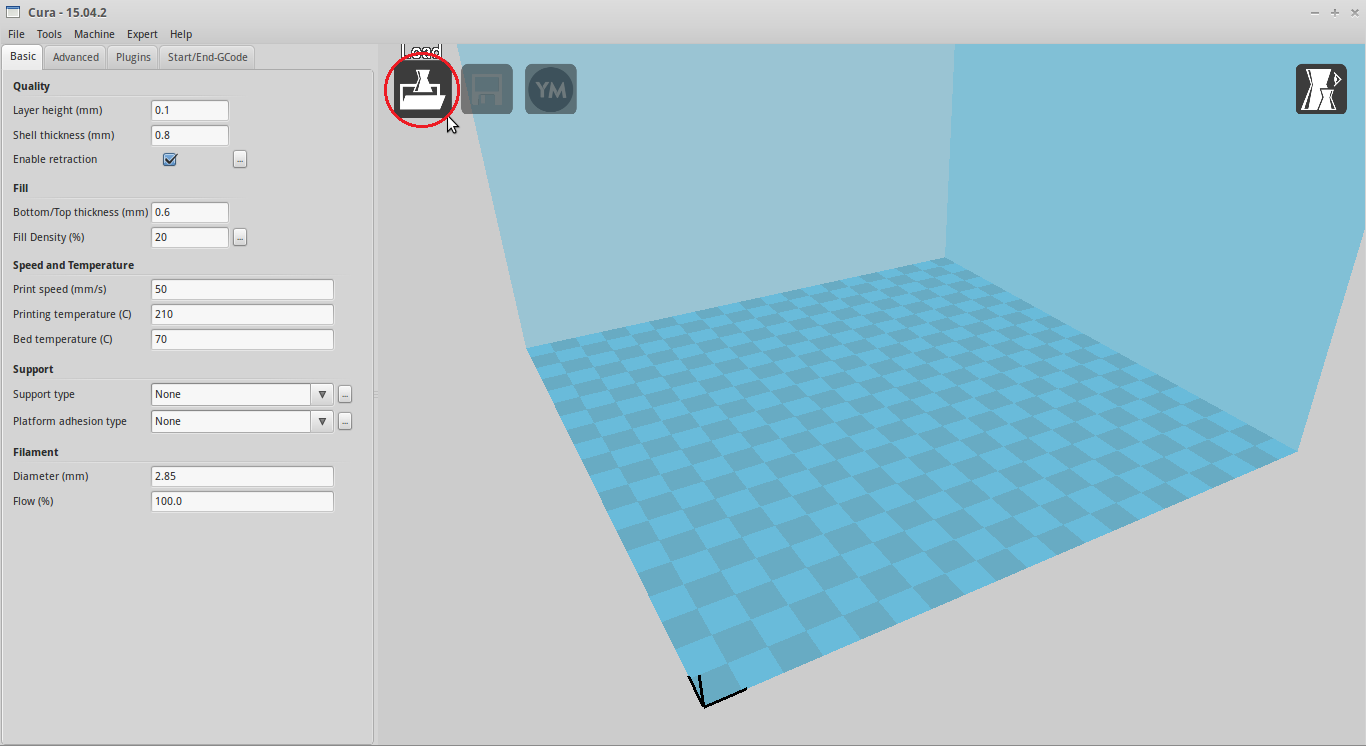 Cura - 15.04.2
File Tools Machine Expert Help
Basic Advanced Plugins Start/End-GCode
Load
YM
Quality
Layer height (mm) 0.1
Shell thickness (mm) 0.8
Enable retraction ...
Fill
Bottom/Top thickness (mm) 0.6
Fill Density (%) 20 ...
Speed and Temperature
Print speed (mm/s) 50
Printing temperature (C) 210
Bed temperature (C) 70
Support
Support type None ...
Platform adhesion type None ...
Filament
Diameter (mm) 2.85
Flow (%) 100.0